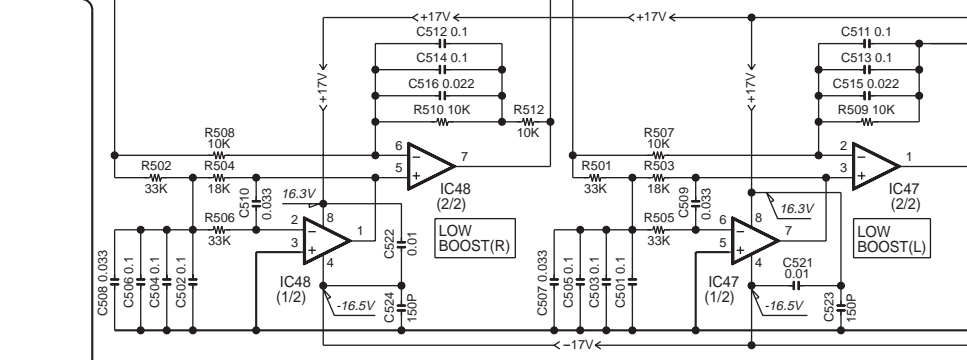 +17V
+17V
C512 0.1
C511 0.1
C514 0.1
C513 0.1
+17V
+17V
C516 0.022
C515 0.022
R510 10K
R512
10K
R509 10K
R508
10K
R507
10K
6
7
2
1
R502
33K
R504
18K
5
R501
33K
R503
18K
3
IC48
(2/2)
IC47
(2/2)
C510
0.033
16.3V
C509
0.033
16.3V
R506
33K
2
8
1
3
4
R505
33K
6
8
7
5
4
LOW
BOOST(R)
LOW
BOOST(L)
C522
0.01
C521
0.01
C508 0.033
C506 0.1
C504 0.1
C502 0.1
IC48
(1/2)
C507 0.033
C505 0.1
C503 0.1
C501 0.1
IC47
(1/2)
-16.5V
C524
150P
-16.5V
C523
150P
−17V